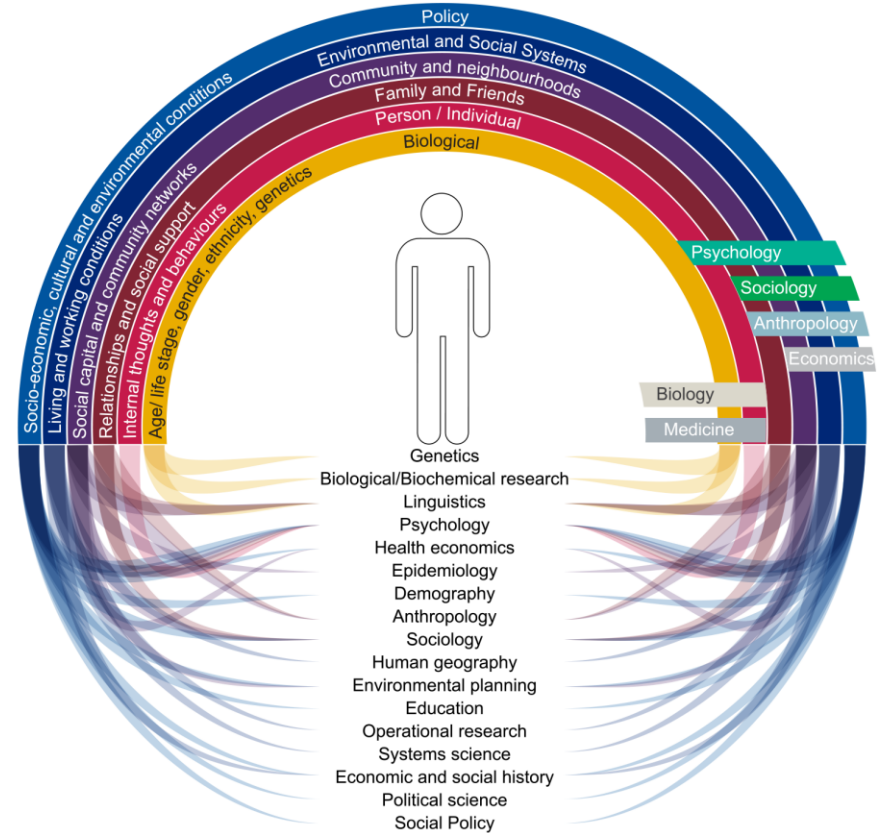 Policy
Environmental and Social Systems
Community and neighbourhoods
Family and Friends
Person / Individual
Biological
Socio-economic, cultural and environmental conditions
Living and working conditions
Social capital and community networks
Relationships and social support
Internal thoughts and behaviours
Age/ life stage, gender, ethnicity, genetics
Psychology
Sociology
Anthropology
Economics
Biology
Medicine
Genetics
Biological/Biochemical research
Linguistics
Psychology
Health economics
Epidemiology
Demography
Anthropology
Sociology
Human geography
Environmental planning
Education
Operational research
Systems science
Economic and social history
Political science
Social Policy